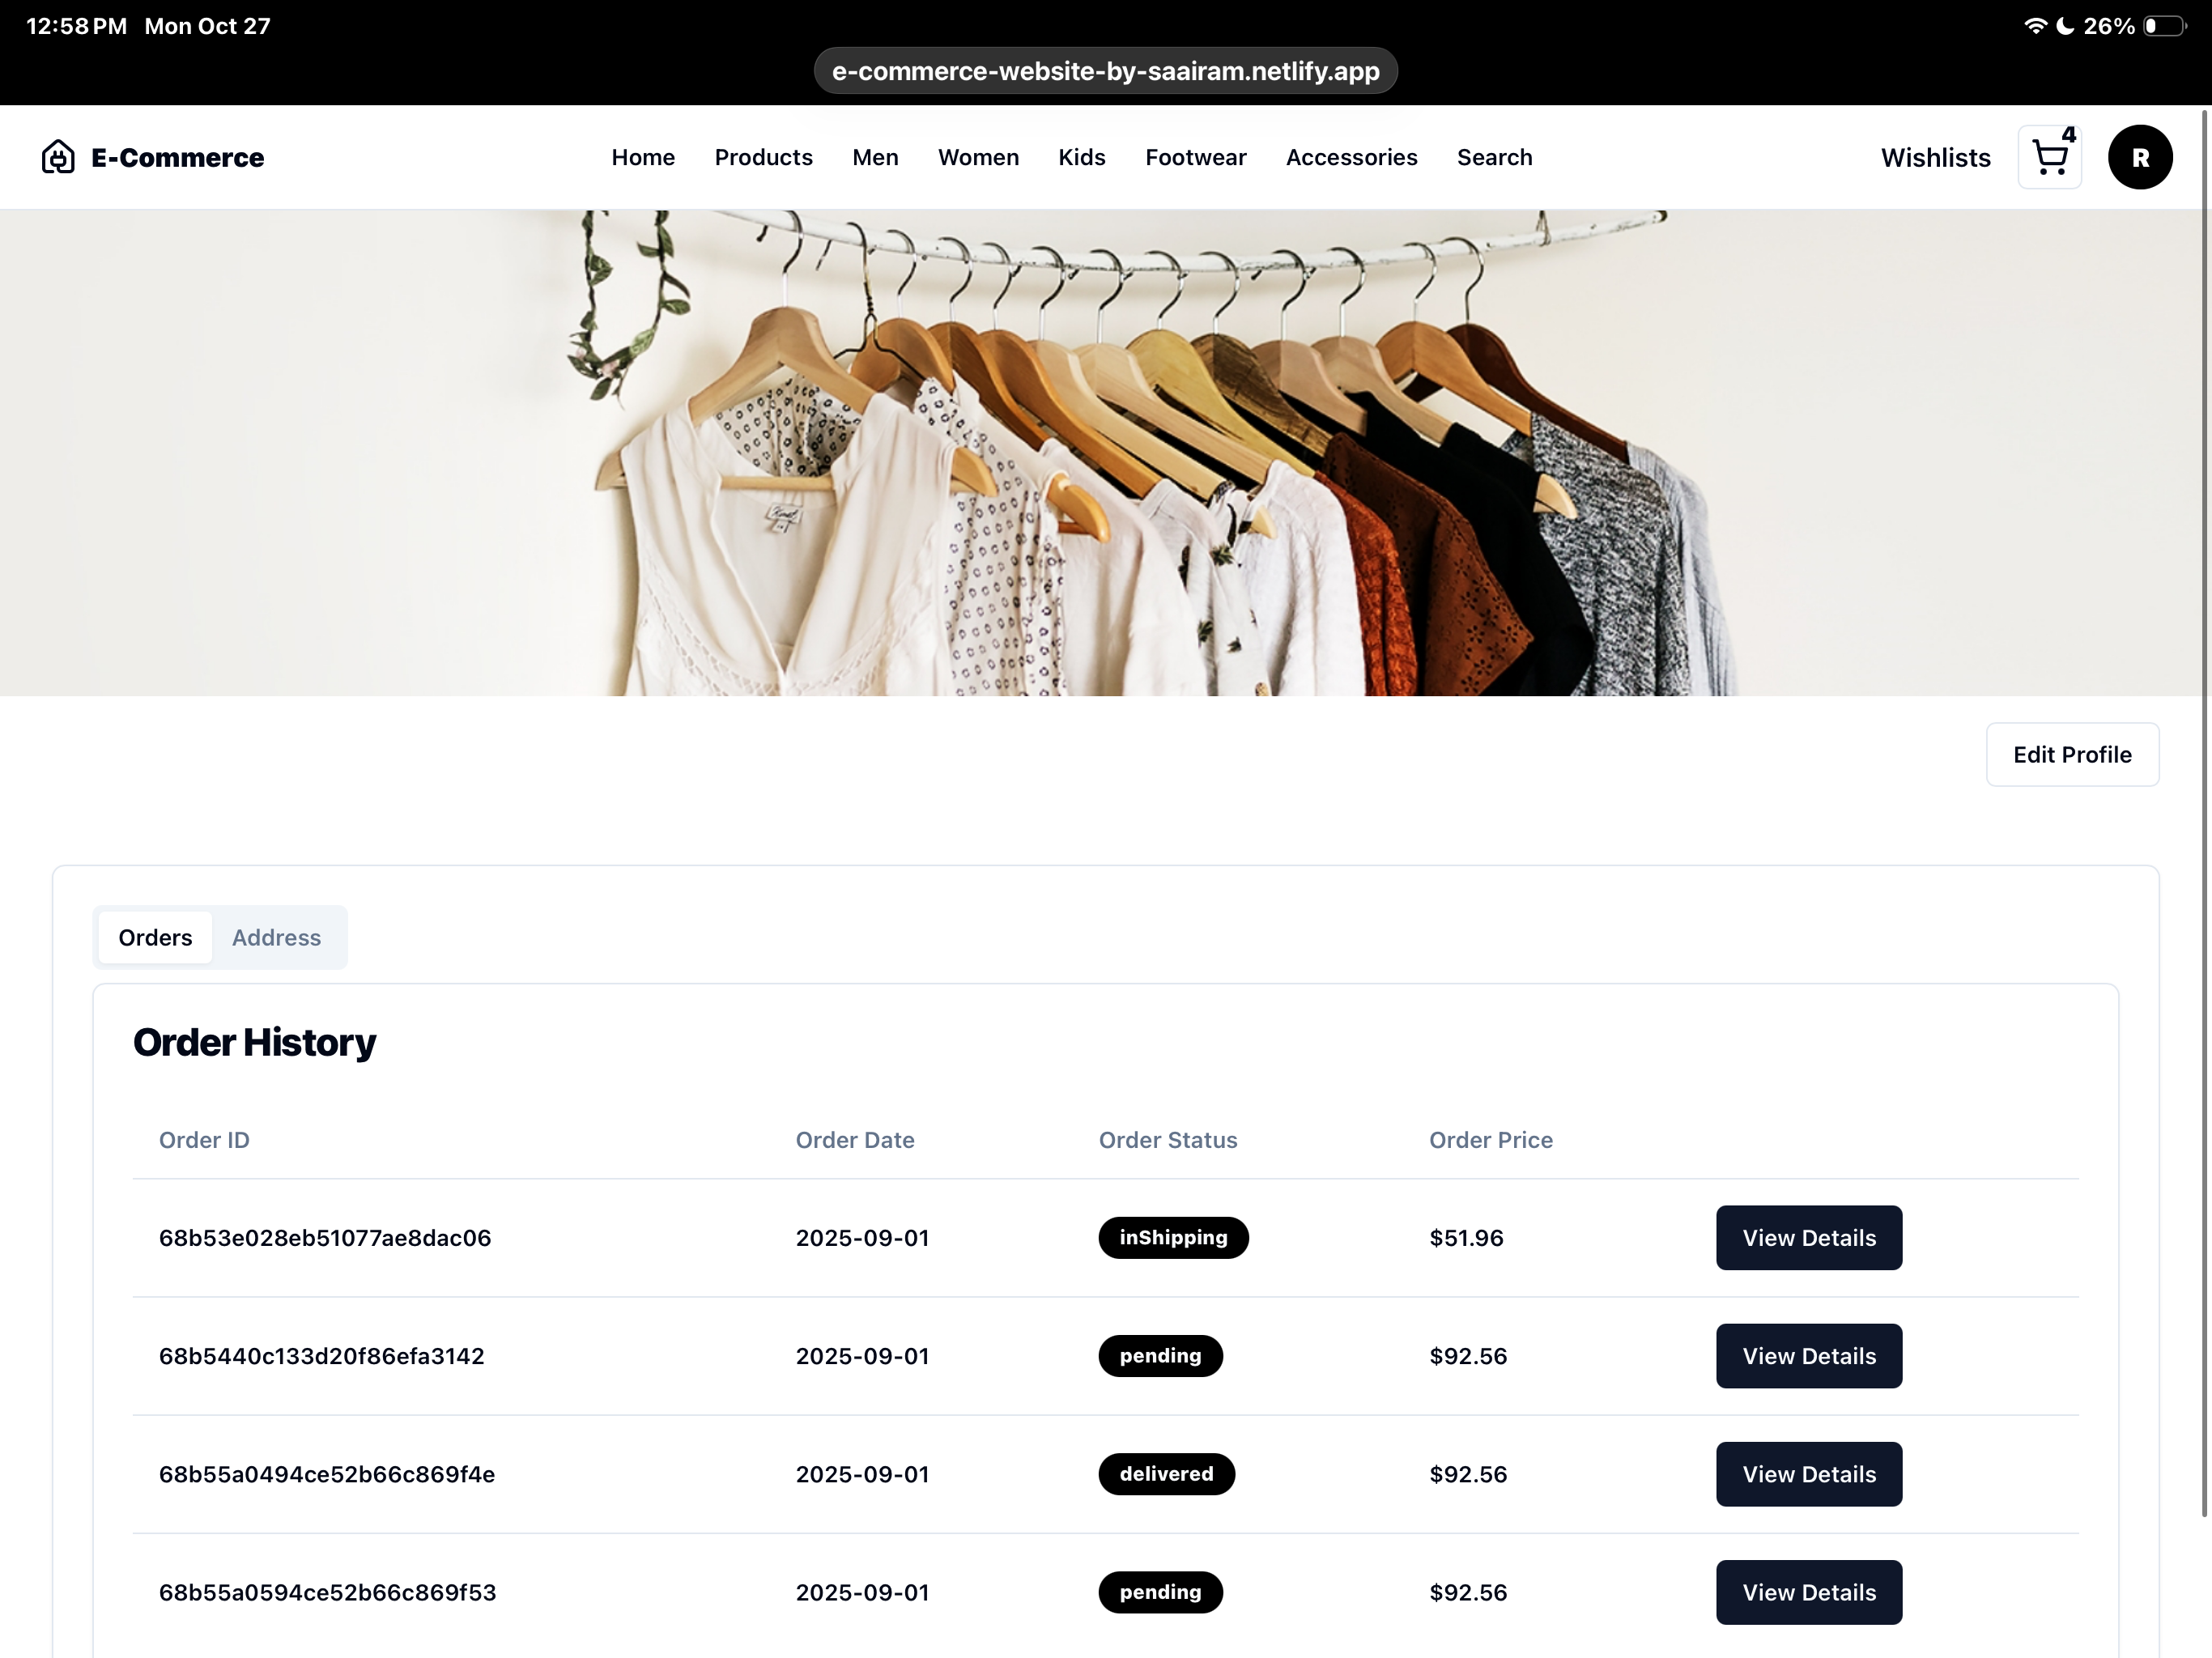 12:58 PM Mon Oct 27 26%
e-commerce-website-by-saairam.netlify.app
E-Commerce Home Products Men Women Kids Footwear Accessories Search Wishlists 4 R
Edit Profile
Orders Address
Order History
Order ID Order Date Order Status Order Price
68b53e028eb51077ae8dac06 2025-09-01 inShipping $51.96 View Details
68b5440c133d20f86efa3142 2025-09-01 pending $92.56 View Details
68b55a0494ce52b66c869f4e 2025-09-01 delivered $92.56 View Details
68b55a0594ce52b66c869f53 2025-09-01 pending $92.56 View Details